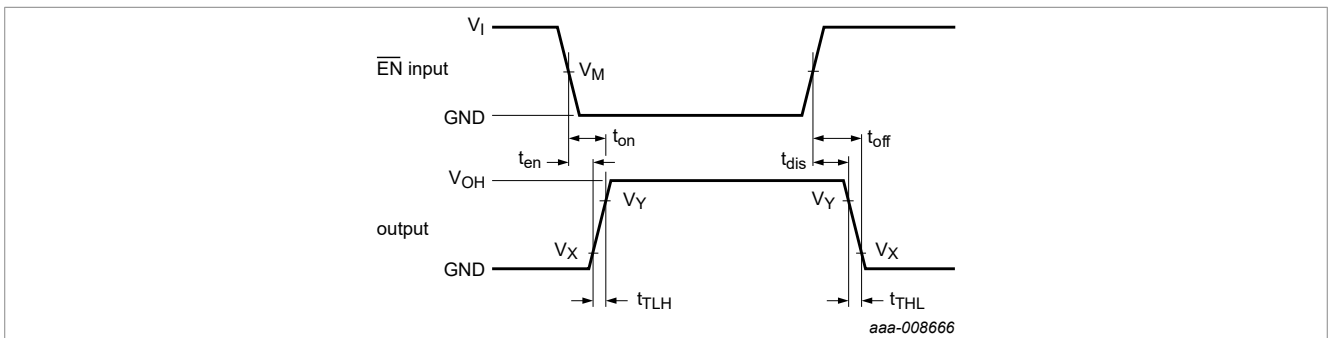 V_I
EN input
V_M
GND
t_on
t_off
t_en
t_dis
V_OH
V_Y
V_Y
output
V_X
V_X
GND
t_TLH
t_THL
aaa-008666